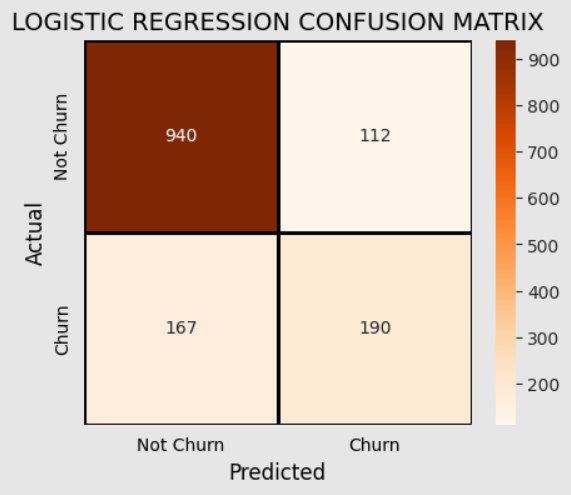 LOGISTIC REGRESSION CONFUSION MATRIX
Actual
Not Churn
Churn
940
112
167
190
Not Churn
Churn
Predicted
900
800
700
600
500
400
300
200